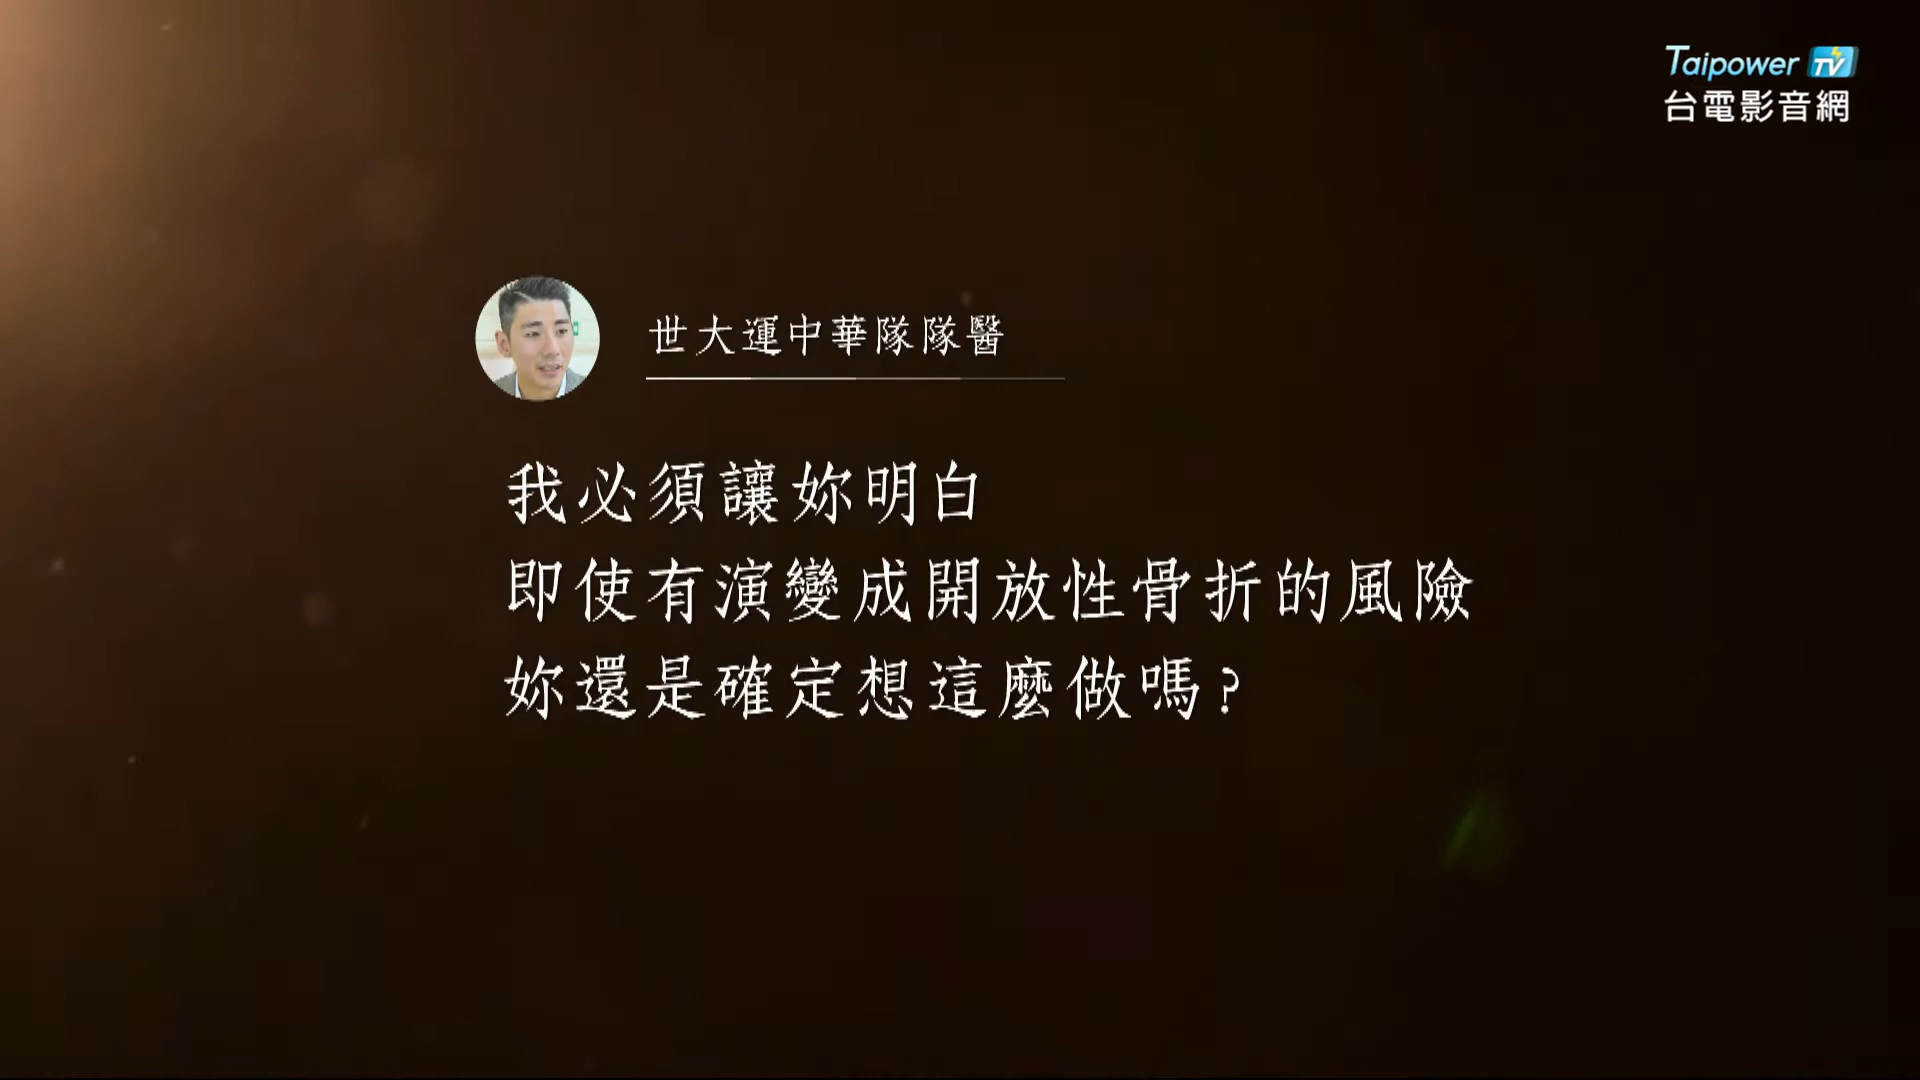 Taipower TV
台電影音網
世大運中華隊隊醫
我必須讓妳明白
即使有演變成開放性骨折的風險
妳還是確定想這麼做嗎?